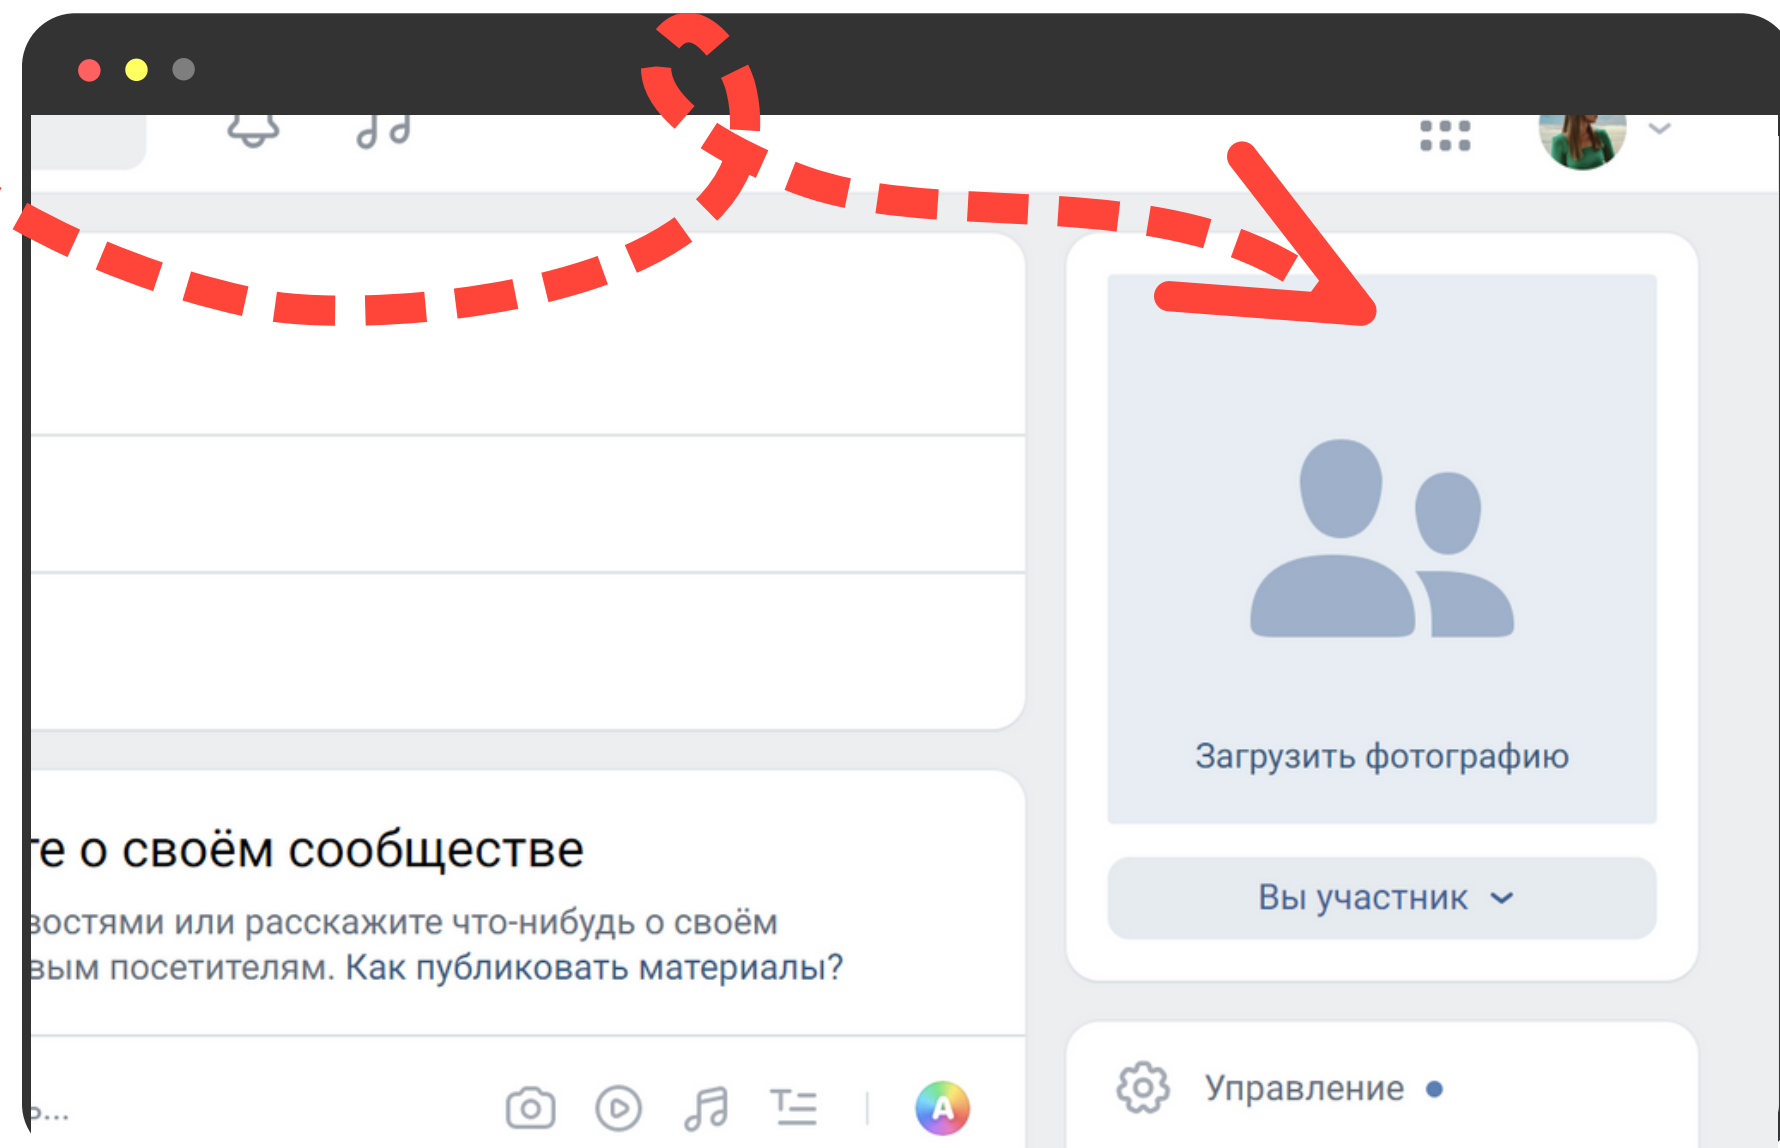 Загрузить фотографию
Вы участник
те о своём сообществе
востями или расскажите что-нибудь о своём
вым посетителям. Как публиковать материалы?
ь...
A
Управление